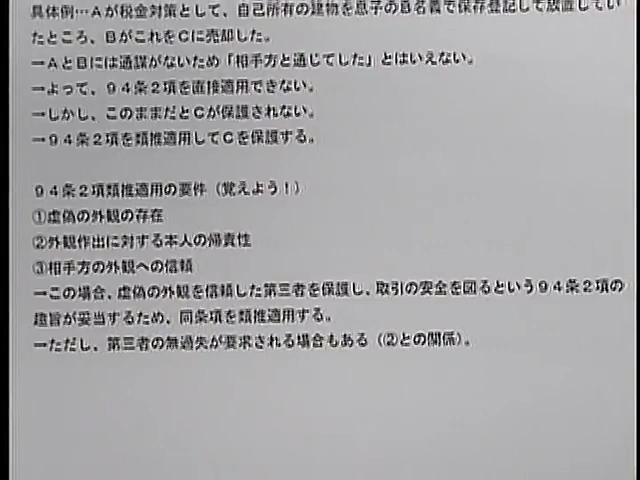 具体例…Aが税金対策として、自己所有の建物を息子のB名義で保存登記して放置してい
たところ、BがこれをCに売却した。
→AとBには通謀がないため「相手方と通じてした」とはいえない。
→よって、94条2項を直接適用できない。
→しかし、このままだとCが保護されない。
→94条2項を類推適用してCを保護する。
94条2項類推適用の要件（覚えよう！）
①虚偽の外観の存在
②外観作出に対する本人の帰責性
③相手方の外観への信頼
→この場合、虚偽の外観を信頼した第三者を保護し、取引の安全を図るという94条2項の
趣旨が妥当するため、同条項を類推適用する。
→ただし、第三者の無過失が要求される場合もある（②との関係）。